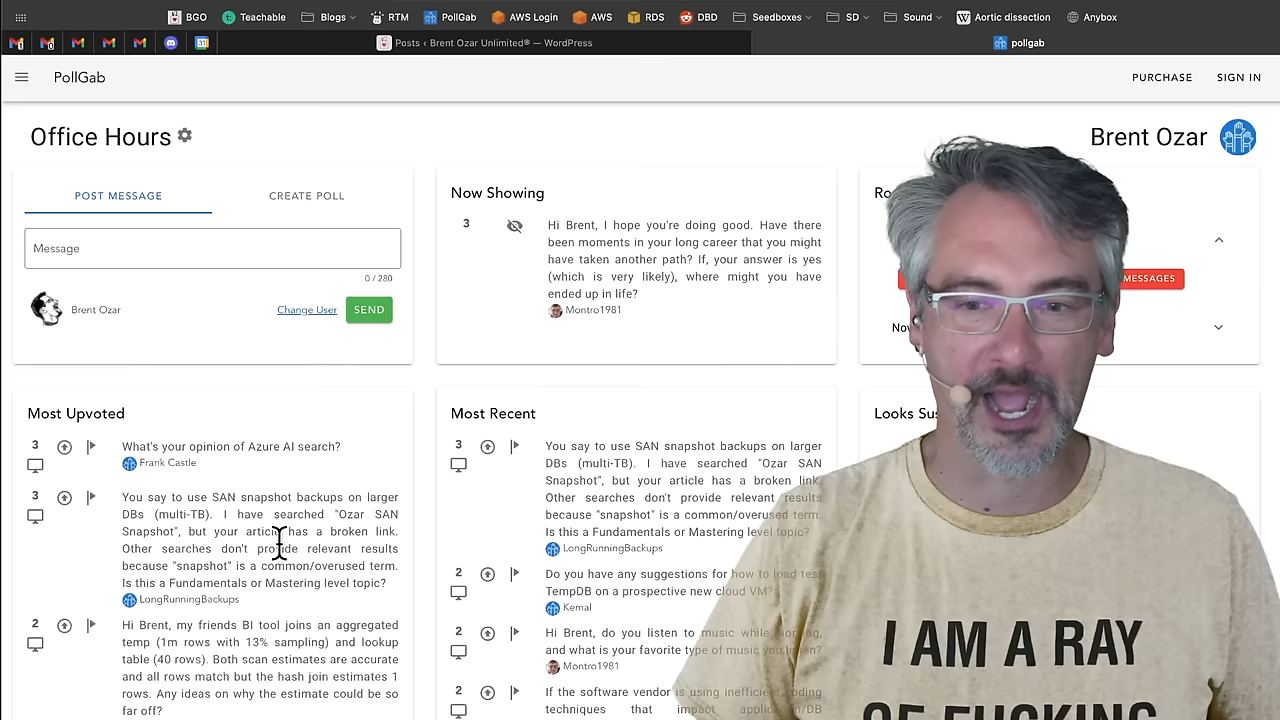 BGO
Teachable
Blogs
RTM
PollGab
AWS Login
AWS
RDS
DBD
Seedboxes
SD
Sound
Aortic dissection
Anybox
Posts ‹ Brent Ozar Unlimited® — WordPress
pollgab
PollGab
PURCHASE
SIGN IN
Office Hours
Brent Ozar
POST MESSAGE
CREATE POLL
Message
0 / 280
Brent Ozar
Change User
SEND
Now Showing
3
Hi Brent, I hope you're doing good. Have there
been moments in your long career that you might
have taken another path? If, your answer is yes
(which is very likely), where might you have
ended up in life?
Montro1981
MESSAGES
Most Upvoted
3
What's your opinion of Azure AI search?
Frank Castle
3
You say to use SAN snapshot backups on larger
DBs (multi-TB). I have searched "Ozar SAN
Snapshot", but your article has a broken link.
Other searches don't provide relevant results
because "snapshot" is a common/overused term.
Is this a Fundamentals or Mastering level topic?
LongRunningBackups
2
Hi Brent, my friends BI tool joins an aggregated
temp (1m rows with 13% sampling) and lookup
table (40 rows). Both scan estimates are accurate
and all rows match but the hash join estimates 1
rows. Any ideas on why the estimate could be so
far off?
Most Recent
3
You say to use SAN snapshot backups on larger
DBs (multi-TB). I have searched "Ozar SAN
Snapshot", but your article has a broken link.
Other searches don't provide relevant results
because "snapshot" is a common/overused term.
Is this a Fundamentals or Mastering level topic?
LongRunningBackups
2
Do you have any suggestions for how to load test
TempDB on a prospective new cloud VM?
Kemal
2
Hi Brent, do you listen to music while working,
and what is your favorite type of music you listen?
Montro1981
2
If the software vendor is using inefficient coding
techniques that impact application/DB
Looks Sus
I AM A RAY
OF FUCKING